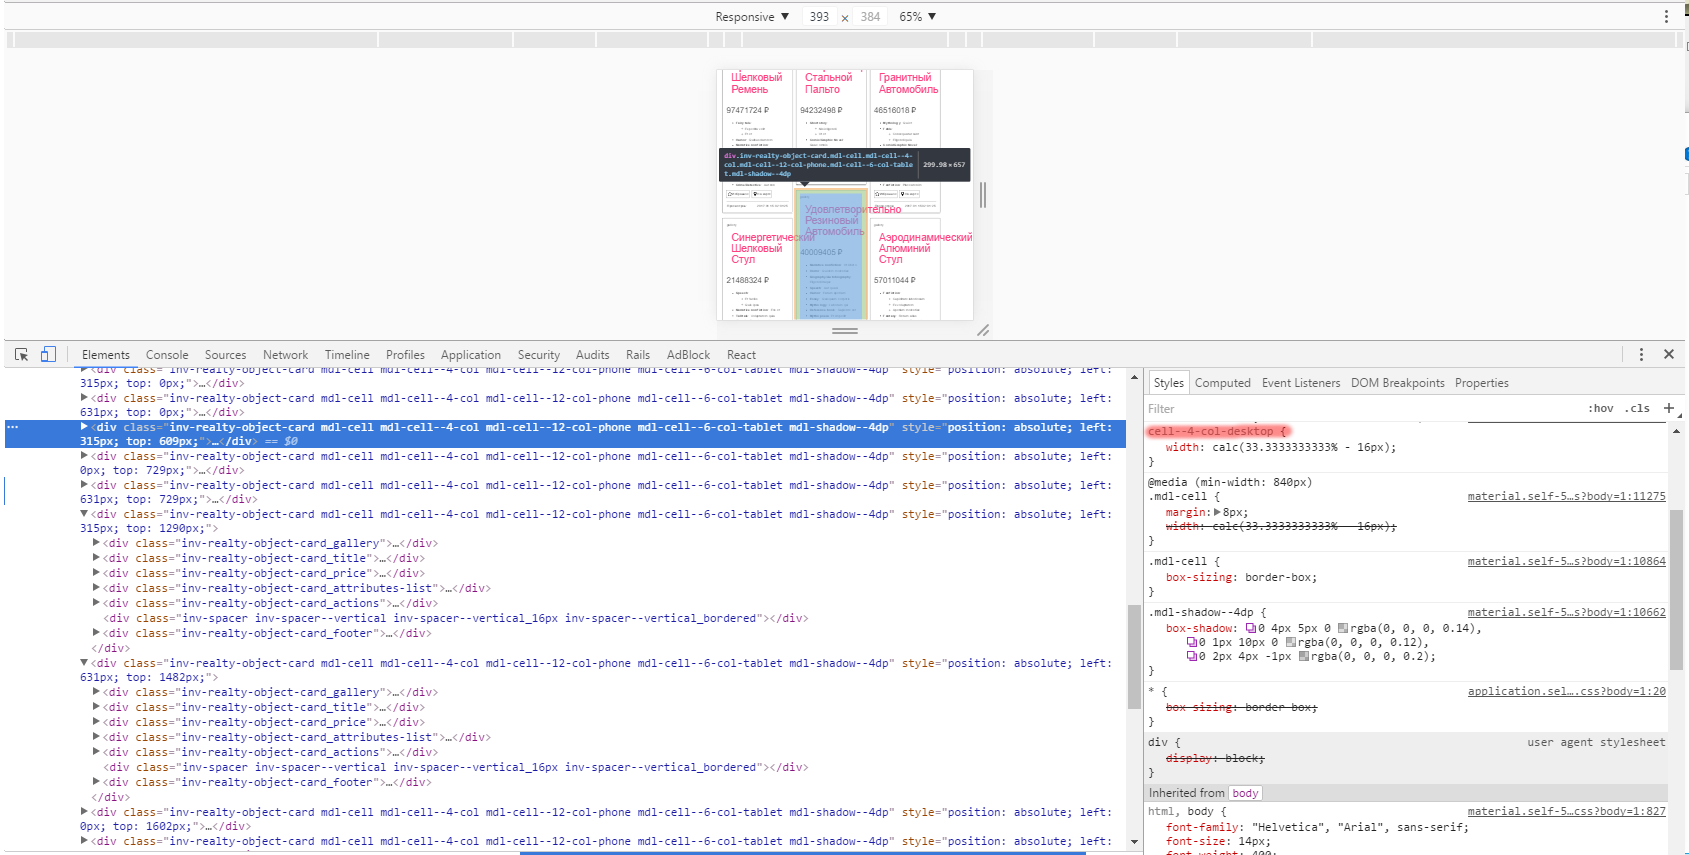 Responsive ▼ 393 × 384 65% ▼
Шелковый
Ремень
97471724 ₽
Стальной
Пальто
94232498 ₽
Гранитный
Автомобиль
46516018 ₽
div.inv-realty-object-card.mdl-cell.mdl-cell--4-
col.mdl-cell--12-col-phone.mdl-cell--6-col-table
t.mdl-shadow--4dp
299.98 × 657
Синергетический
Шелковый
Стул
21488324 ₽
Удовлетворительно
Резиновый
Автомобиль
40009405 ₽
Аэродинамический
Алюминий
Стул
57011044 ₽
Elements Console Sources Network Timeline Profiles Application Security Audits Rails AdBlock React
▶<div class="inv-realty-object-card mdl-cell mdl-cell--4-col mdl-cell--12-col-phone mdl-cell--6-col-tablet mdl-shadow--4dp" style="position: absolute; left:
315px; top: 0px;">…</div>
▶<div class="inv-realty-object-card mdl-cell mdl-cell--4-col mdl-cell--12-col-phone mdl-cell--6-col-tablet mdl-shadow--4dp" style="position: absolute; left:
631px; top: 0px;">…</div>
▶<div class="inv-realty-object-card mdl-cell mdl-cell--4-col mdl-cell--12-col-phone mdl-cell--6-col-tablet mdl-shadow--4dp" style="position: absolute; left:
315px; top: 609px;">…</div> == $0
▶<div class="inv-realty-object-card mdl-cell mdl-cell--4-col mdl-cell--12-col-phone mdl-cell--6-col-tablet mdl-shadow--4dp" style="position: absolute; left:
0px; top: 729px;">…</div>
▶<div class="inv-realty-object-card mdl-cell mdl-cell--4-col mdl-cell--12-col-phone mdl-cell--6-col-tablet mdl-shadow--4dp" style="position: absolute; left:
631px; top: 729px;">…</div>
▼<div class="inv-realty-object-card mdl-cell mdl-cell--4-col mdl-cell--12-col-phone mdl-cell--6-col-tablet mdl-shadow--4dp" style="position: absolute; left:
315px; top: 1290px;">
▶<div class="inv-realty-object-card_gallery">…</div>
▶<div class="inv-realty-object-card_title">…</div>
▶<div class="inv-realty-object-card_price">…</div>
▶<div class="inv-realty-object-card_attributes-list">…</div>
▶<div class="inv-realty-object-card_actions">…</div>
<div class="inv-spacer inv-spacer--vertical inv-spacer--vertical_16px inv-spacer--vertical_bordered"></div>
▶<div class="inv-realty-object-card_footer">…</div>
</div>
▼<div class="inv-realty-object-card mdl-cell mdl-cell--4-col mdl-cell--12-col-phone mdl-cell--6-col-tablet mdl-shadow--4dp" style="position: absolute; left:
631px; top: 1482px;">
▶<div class="inv-realty-object-card_gallery">…</div>
▶<div class="inv-realty-object-card_title">…</div>
▶<div class="inv-realty-object-card_price">…</div>
▶<div class="inv-realty-object-card_attributes-list">…</div>
▶<div class="inv-realty-object-card_actions">…</div>
<div class="inv-spacer inv-spacer--vertical inv-spacer--vertical_16px inv-spacer--vertical_bordered"></div>
▶<div class="inv-realty-object-card_footer">…</div>
</div>
▶<div class="inv-realty-object-card mdl-cell mdl-cell--4-col mdl-cell--12-col-phone mdl-cell--6-col-tablet mdl-shadow--4dp" style="position: absolute; left:
0px; top: 1602px;">…</div>
▶<div class="inv-realty-object-card mdl-cell mdl-cell--4-col mdl-cell--12-col-phone mdl-cell--6-col-tablet mdl-shadow--4dp" style="position: absolute; left:
Styles Computed Event Listeners DOM Breakpoints Properties
Filter :hov .cls +
cell--4-col-desktop {
width: calc(33.3333333333% - 16px);
}
@media (min-width: 840px)
.mdl-cell { material.self-5…s?body=1:11275
margin:▶8px;
width: calc(33.3333333333% - 16px);
}
.mdl-cell { material.self-5…s?body=1:10864
box-sizing: border-box;
}
.mdl-shadow--4dp { material.self-5…s?body=1:10662
box-shadow: 0 4px 5px 0 rgba(0, 0, 0, 0.14),
0 1px 10px 0 rgba(0, 0, 0, 0.12),
0 2px 4px -1px rgba(0, 0, 0, 0.2);
}
* { application.sel….css?body=1:20
box-sizing: border-box;
}
div { user agent stylesheet
display: block;
}
Inherited from body
html, body { material.self-5…css?body=1:827
font-family: "Helvetica", "Arial", sans-serif;
font-size: 14px;
font-weight: 400;